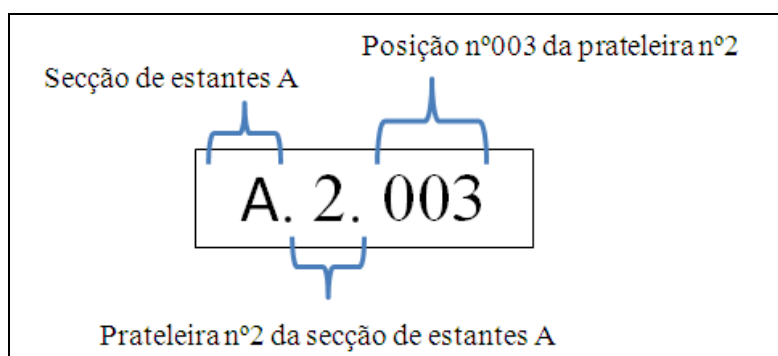 Posição nº003 da prateleira nº2
Secção de estantes A
A. 2. 003
Prateleira nº2 da secção de estantes A